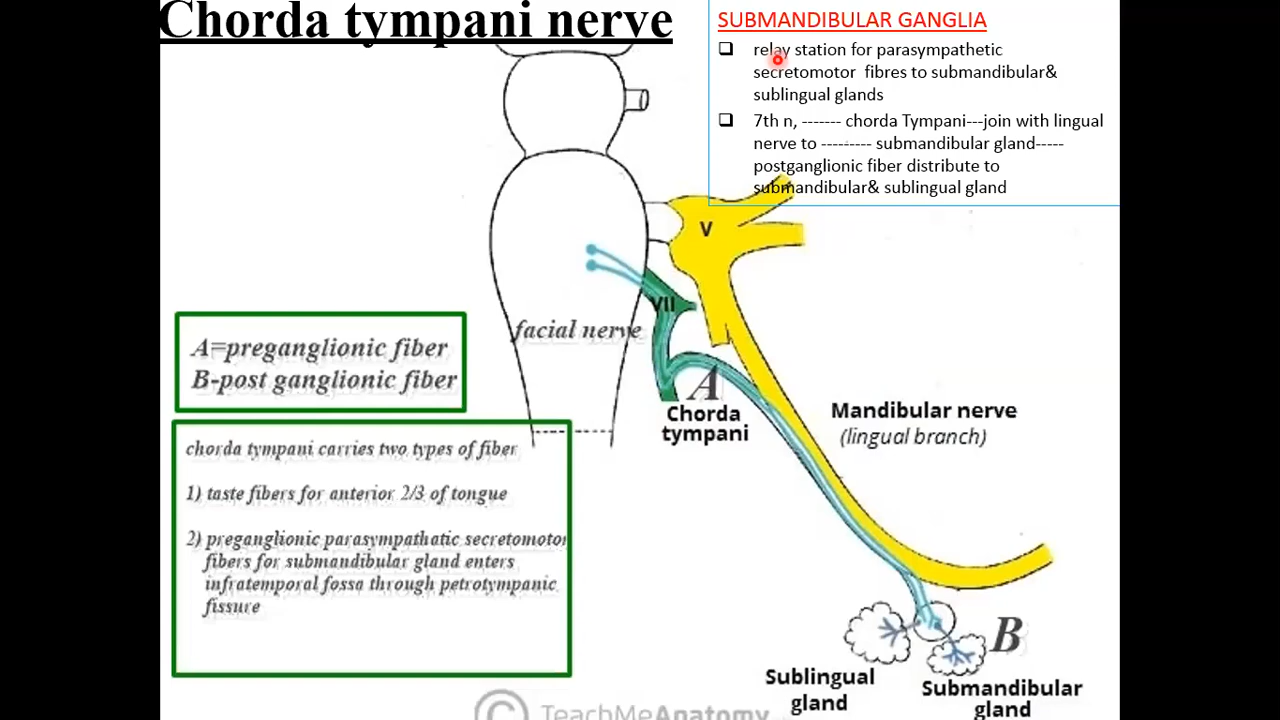 Chorda tympani nerve
SUBMANDIBULAR GANGLIA
relay station for parasympathetic
secretomotor fibres to submandibular&
sublingual glands
7th n, ------- chorda Tympani---join with lingual
nerve to --------- submandibular gland-----
postganglionic fiber distribute to
submandibular& sublingual gland
V
VII
facial nerve
A=preganglionic fiber
B-post ganglionic fiber
A
Chorda
tympani
Mandibular nerve
(lingual branch)
chorda tympani carries two types of fiber
1) taste fibers for anterior 2/3 of tongue
2) preganglionic parasympathatic secretomotor
fibers for submandibular gland enters
infratemporal fossa through petrotympanic
fissure
B
Sublingual
gland
Submandibular
gland
© TeachMeAnatomy